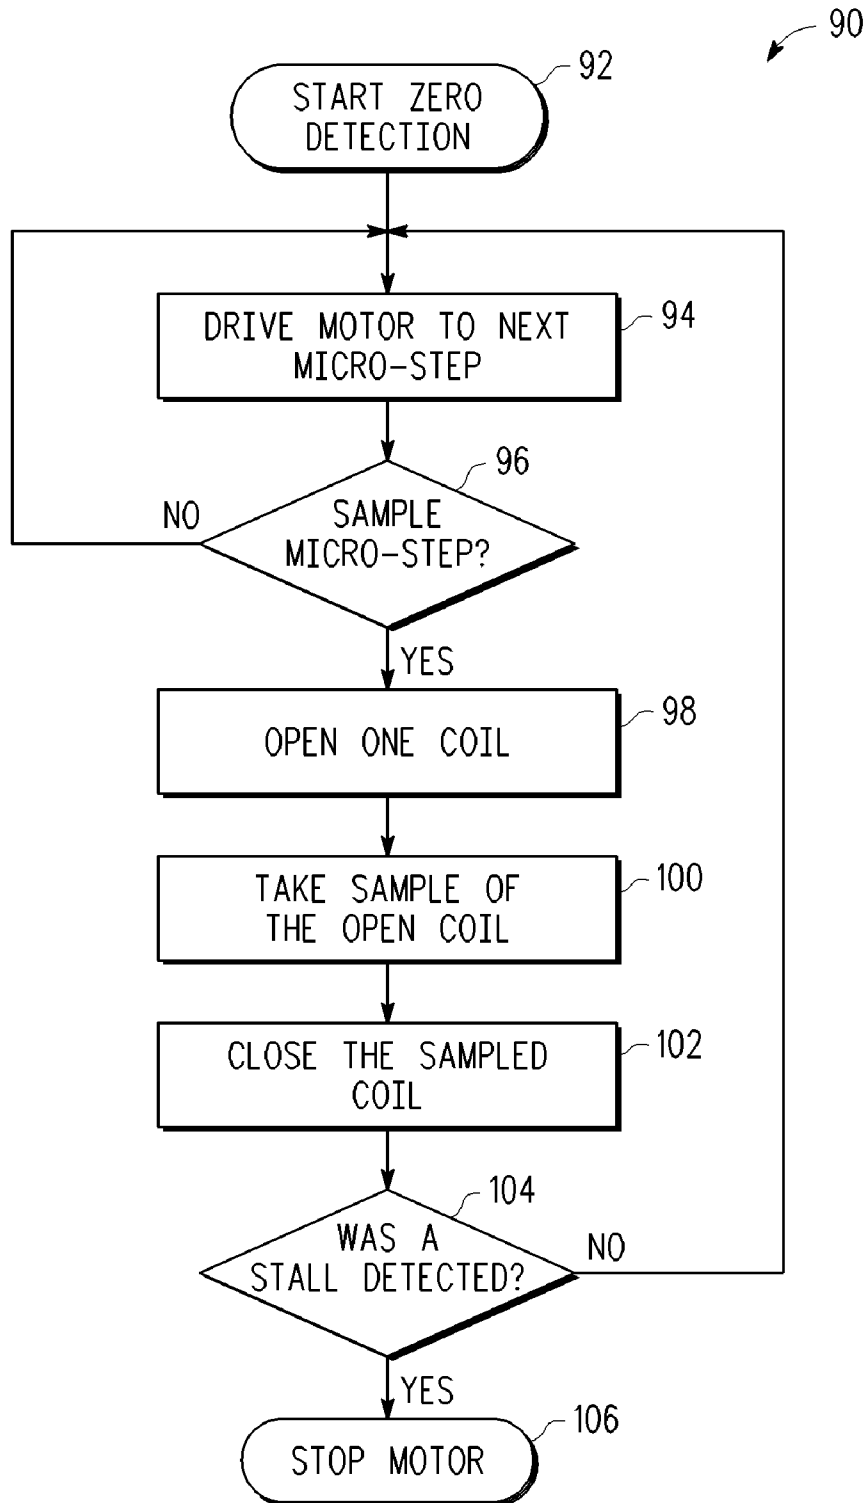 90
START ZERO
DETECTION
92
DRIVE MOTOR TO NEXT
MICRO-STEP
94
SAMPLE
MICRO-STEP?
96
NO
YES
OPEN ONE COIL
98
TAKE SAMPLE OF
THE OPEN COIL
100
CLOSE THE SAMPLED
COIL
102
WAS A
STALL DETECTED?
104
NO
YES
STOP MOTOR
106